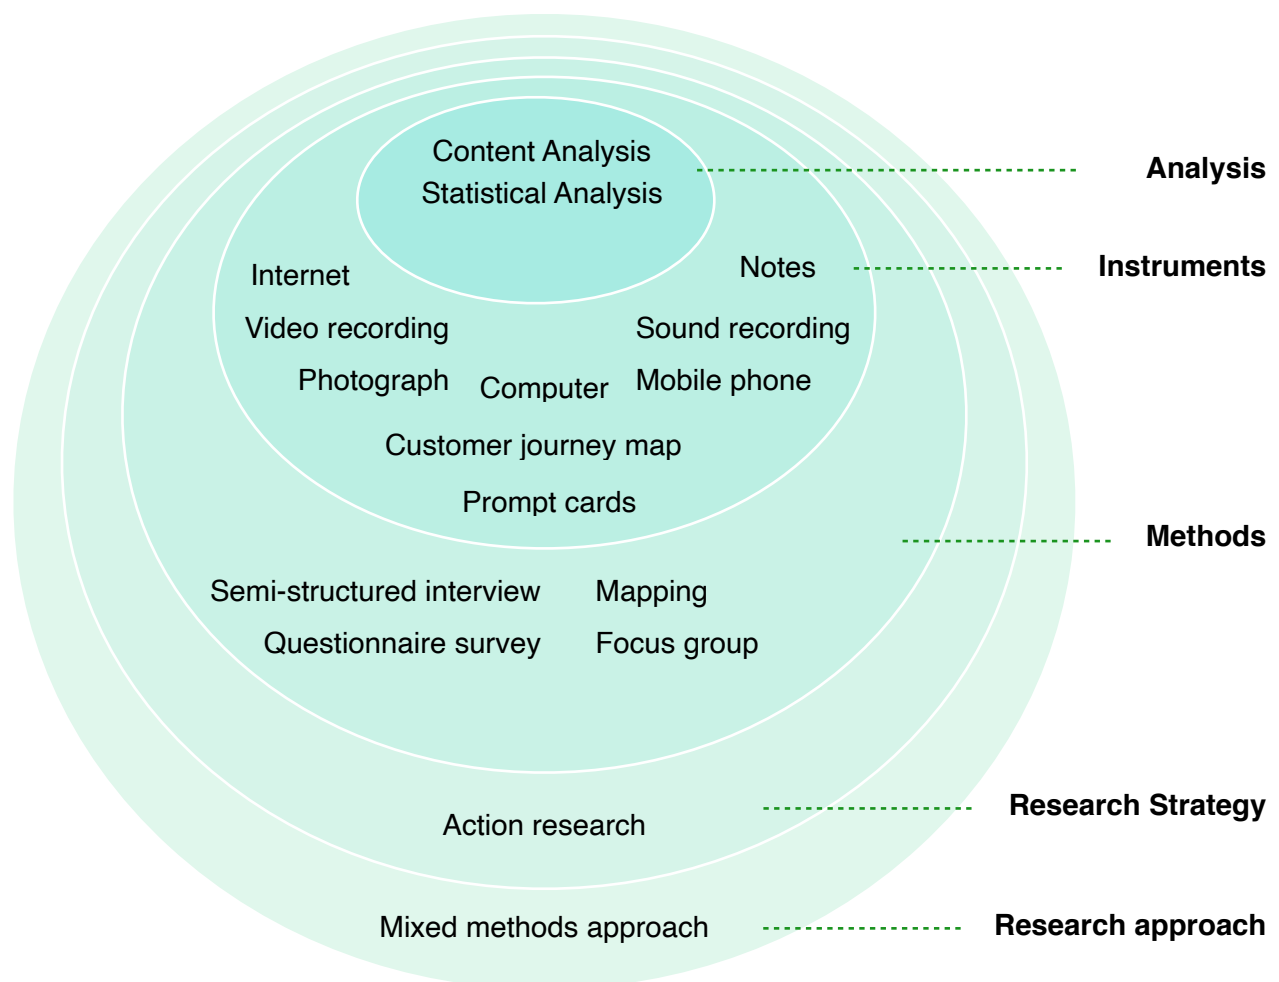 Content Analysis
Statistical Analysis
Analysis
Internet
Notes
Instruments
Video recording
Sound recording
Photograph
Computer
Mobile phone
Customer journey map
Prompt cards
Methods
Semi-structured interview
Mapping
Questionnaire survey
Focus group
Action research
Research Strategy
Mixed methods approach
Research approach